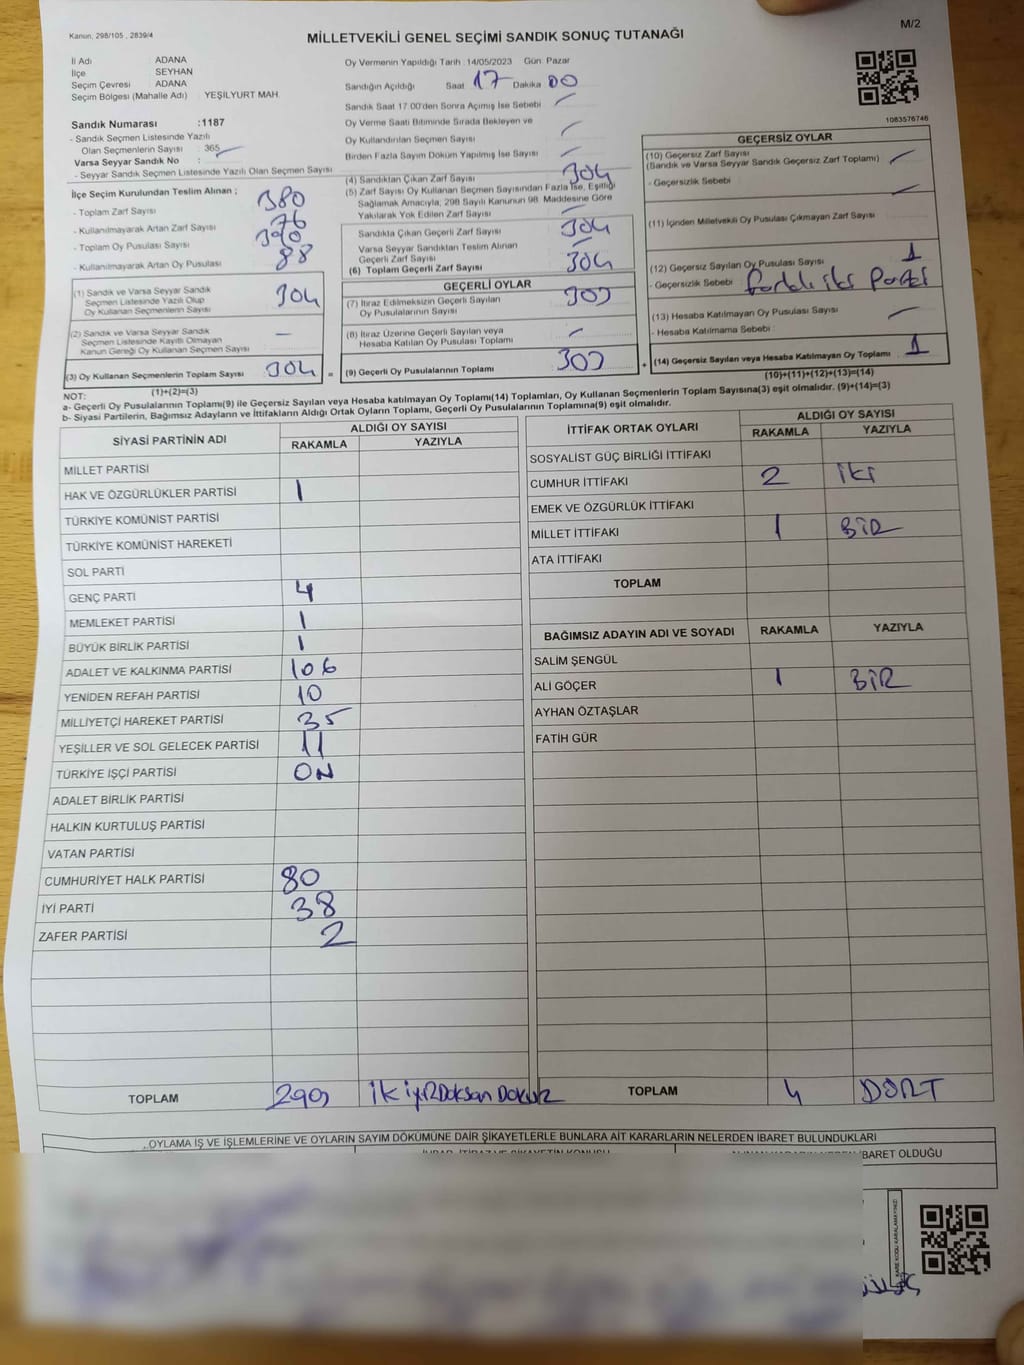 Kanun, 298/105 , 2839/4
M/2
MİLLETVEKİLİ GENEL SEÇİMİ SANDIK SONUÇ TUTANAĞI
İl Adı ADANA
İlçe SEYHAN
Seçim Çevresi ADANA
Seçim Bölgesi (Mahalle Adı) : YEŞİLYURT MAH.
Sandık Numarası :1187
- Sandık Seçmen Listesinde Yazılı
Olan Seçmenlerin Sayısı : 365
Varsa Seyyar Sandık No :
- Seyyar Sandık Seçmen Listesinde Yazılı Olan Seçmen Sayısı
İlçe Seçim Kurulundan Teslim Alınan ;
- Toplam Zarf Sayısı 380
- Kullanılmayarak Artan Zarf Sayısı 76
- Toplam Oy Pusulası Sayısı 390
- Kullanılmayarak Artan Oy Pusulası 88
(1) Sandık ve Varsa Seyyar Sandık
Seçmen Listesinde Yazılı Olup
Oy Kullanan Seçmenlerin Sayısı 304
(2) Sandık ve Varsa Seyyar Sandık
Seçmen Listesinde Kayıtlı Olmayan
Kanun Gereği Oy Kullanan Seçmen Sayısı —
(3) Oy Kullanan Seçmenlerin Toplam Sayısı 304 =
(1)+(2)=(3)
Oy Vermenin Yapıldığı Tarih : 14/05/2023 Gün: Pazar
Sandığın Açıldığı Saat 17 Dakika 00
Sandık Saat 17.00'den Sonra Açımış İse Sebebi
Oy Verme Saati Bitiminde Sırada Bekleyen ve
Oy Kullandırılan Seçmen Sayısı
Birden Fazla Sayım Döküm Yapılmış İse Sayısı
(4) Sandıktan Çıkan Zarf Sayısı 304
(5) Zarf Sayısı Oy Kullanan Seçmen Sayısından Fazla İse, Eşitliği
Sağlamak Amacıyla, 298 Sayılı Kanunun 98. Maddesine Göre
Yakılarak Yok Edilen Zarf Sayısı
Sandıkla Çıkan Geçerli Zarf Sayısı 304
Varsa Seyyar Sandıktan Teslim Alınan
Geçerli Zarf Sayısı
(6) Toplam Geçerli Zarf Sayısı 304
GEÇERLİ OYLAR
(7) İtiraz Edilmeksizin Geçerli Sayılan
Oy Pusulalarının Sayısı 303
(8) İtiraz Üzerine Geçerli Sayılan veya
Hesaba Katılan Oy Pusulası Toplamı
(9) Geçerli Oy Pusulalarının Toplamı 303 +
1083576746
GEÇERSİZ OYLAR
(10) Geçersiz Zarf Sayısı
(Sandık ve Varsa Seyyar Sandık Geçersiz Zarf Toplamı)
- Geçersizlik Sebebi
(11) İçinden Milletvekili Oy Pusulası Çıkmayan Zarf Sayısı
(12) Geçersiz Sayılan Oy Pusulası Sayısı 1
- Geçersizlik Sebebi farklı iki Parti
(13) Hesaba Katılmayan Oy Pusulası Sayısı
- Hesaba Katılmama Sebebi :
(14) Geçersiz Sayılan veya Hesaba Katılmayan Oy Toplamı 1
(10)+(11)+(12)+(13)=(14)
NOT:
a- Geçerli Oy Pusulalarının Toplamı(9) ile Geçersiz Sayılan veya Hesaba katılmayan Oy Toplamı(14) Toplamları, Oy Kullanan Seçmenlerin Toplam Sayısına(3) eşit olmalıdır. (9)+(14)=(3)
b- Siyasi Partilerin, Bağımsız Adayların ve İttifakların Aldığı Ortak Oyların Toplamı, Geçerli Oy Pusulalarının Toplamına(9) eşit olmalıdır.
SİYASİ PARTİNİN ADI ALDIĞI OY SAYISI
RAKAMLA YAZIYLA
MİLLET PARTİSİ
HAK VE ÖZGÜRLÜKLER PARTİSİ 1
TÜRKİYE KOMÜNİST PARTİSİ
TÜRKİYE KOMÜNİST HAREKETİ
SOL PARTİ
GENÇ PARTİ 4
MEMLEKET PARTİSİ 1
BÜYÜK BİRLİK PARTİSİ 1
ADALET VE KALKINMA PARTİSİ 106
YENİDEN REFAH PARTİSİ 10
MİLLİYETÇİ HAREKET PARTİSİ 35
YEŞİLLER VE SOL GELECEK PARTİSİ 11
TÜRKİYE İŞÇİ PARTİSİ ON
ADALET BİRLİK PARTİSİ
HALKIN KURTULUŞ PARTİSİ
VATAN PARTİSİ
CUMHURİYET HALK PARTİSİ 80
İYİ PARTİ 38
ZAFER PARTİSİ 2
TOPLAM 299 ikiyüzDoksan Dokuz
İTTİFAK ORTAK OYLARI ALDIĞI OY SAYISI
RAKAMLA YAZIYLA
SOSYALİST GÜÇ BİRLİĞİ İTTİFAKI
CUMHUR İTTİFAKI 2 iki
EMEK VE ÖZGÜRLÜK İTTİFAKI
MİLLET İTTİFAKI 1 BİR
ATA İTTİFAKI
TOPLAM
BAĞIMSIZ ADAYIN ADI VE SOYADI RAKAMLA YAZIYLA
SALİM ŞENGÜL
ALİ GÖÇER 1 BİR
AYHAN ÖZTAŞLAR
FATİH GÜR
TOPLAM 4 DÖRT
OYLAMA İŞ VE İŞLEMLERİNE VE OYLARIN SAYIM DÖKÜMÜNE DAİR ŞİKAYETLERLE BUNLARA AİT KARARLARIN NELERDEN İBARET BULUNDUKLARI
İBARET OLDUĞU